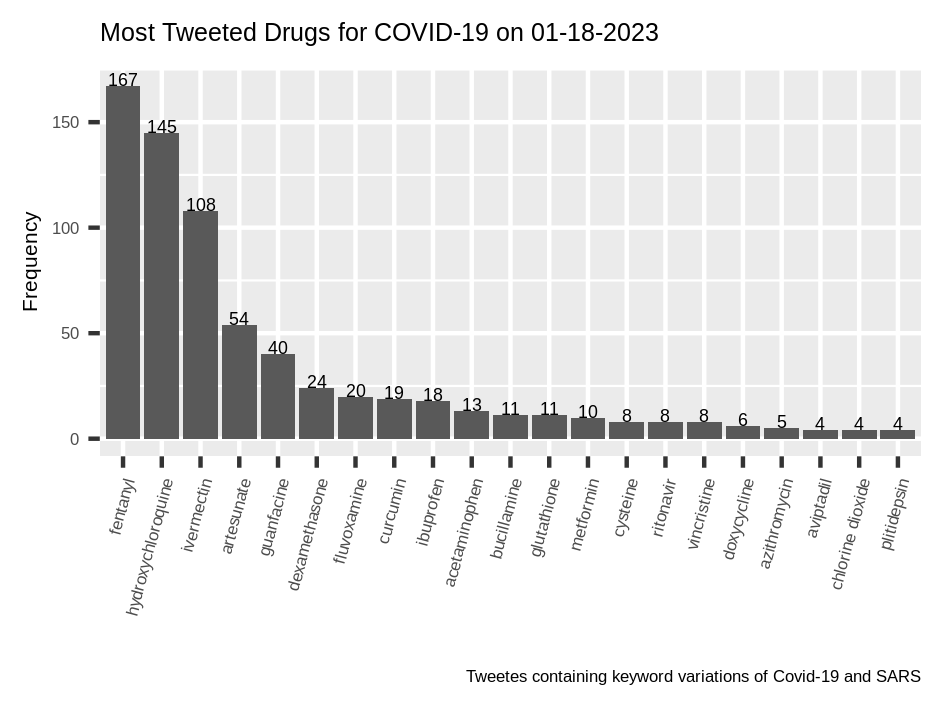 Most Tweeted Drugs for COVID-19 on 01-18-2023
Frequency
150
100
50
0
167
145
108
54
40
24
20
19
18
13
11
11
10
8
8
8
6
5
4
4
4
fentanyl
hydroxychloroquine
ivermectin
artesunate
guanfacine
dexamethasone
fluvoxamine
curcumin
ibuprofen
acetaminophen
bucillamine
glutathione
metformin
cysteine
ritonavir
vincristine
doxycycline
azithromycin
aviptadil
chlorine dioxide
plitidepsin
Tweetes containing keyword variations of Covid-19 and SARS